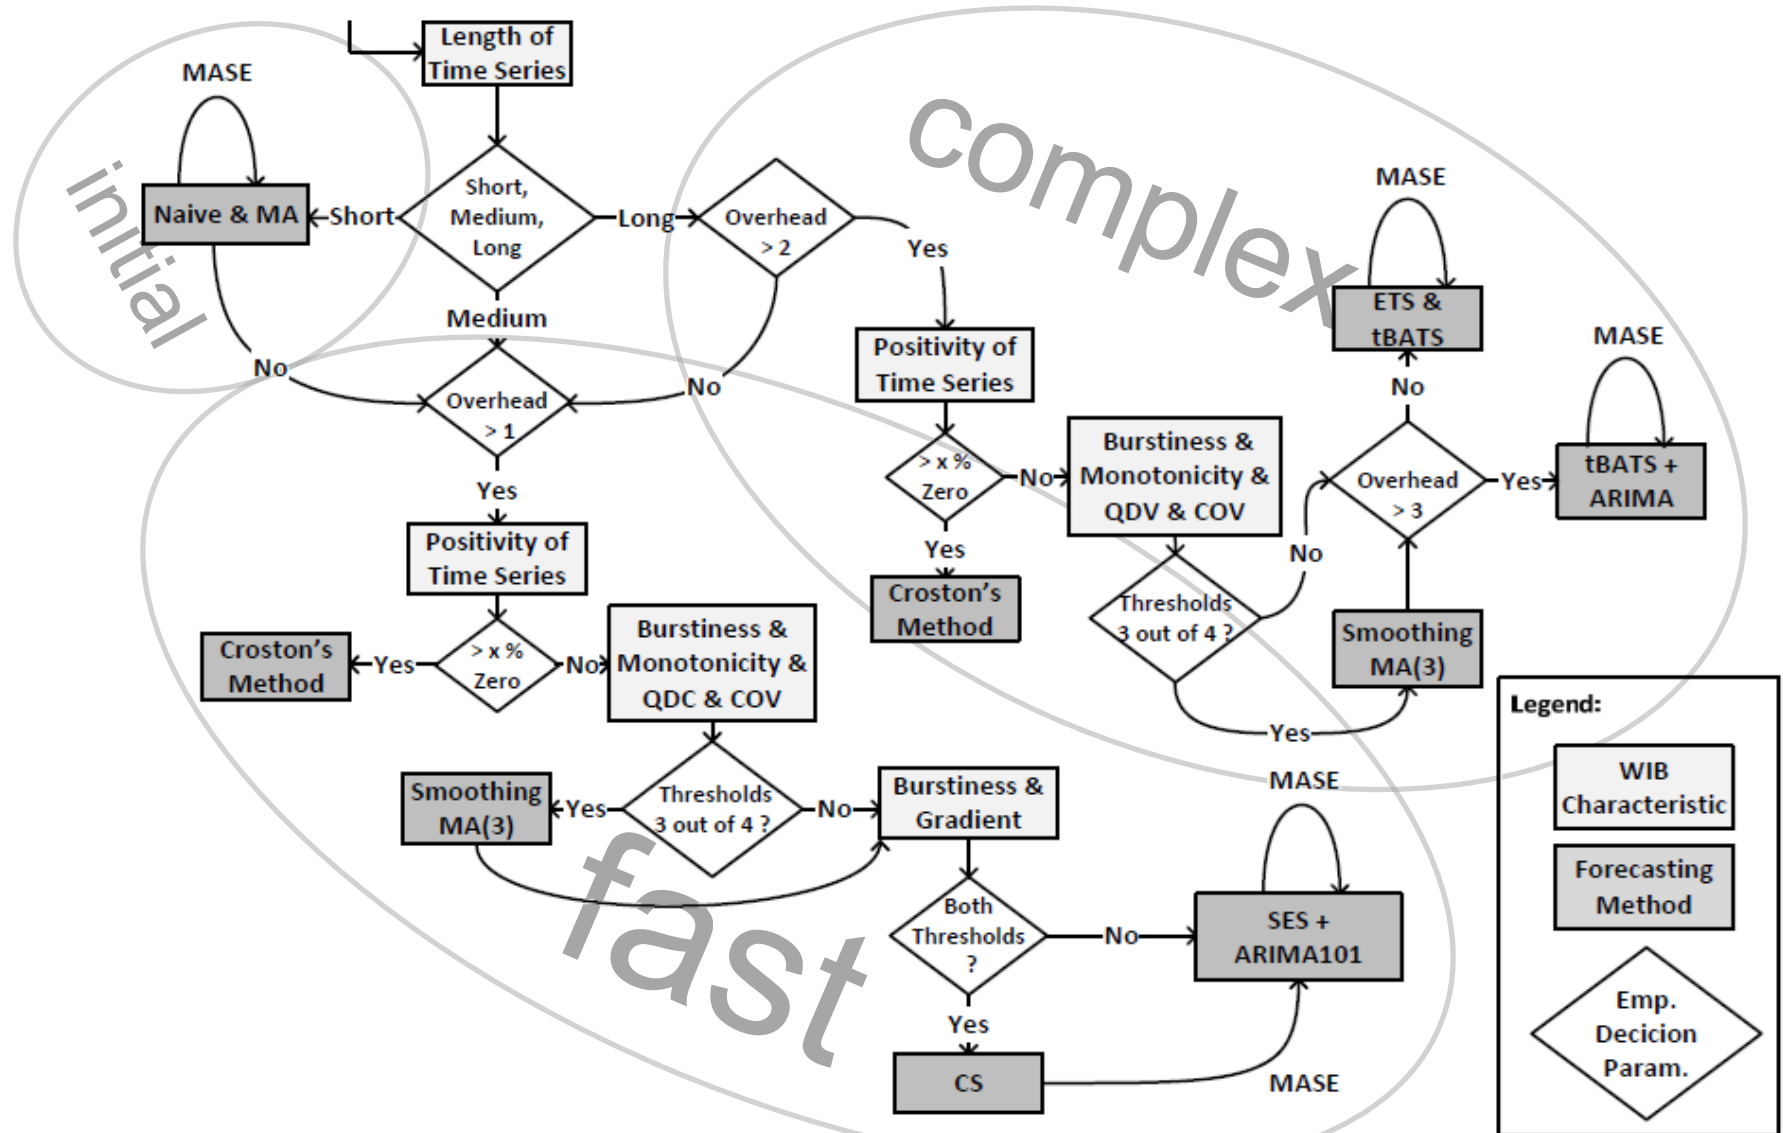 Length of
Time Series
MASE
initial
Naive & MA
Short
Short,
Medium,
Long
Long
Overhead
> 2
Yes
complex
MASE
ETS &
tBATS
Medium
No
No
Overhead
> 1
Positivity of
Time Series
No
MASE
tBATS +
ARIMA
Yes
Overhead
> 3
> x %
Zero
No
Burstiness &
Monotonicity &
QDV & COV
Yes
Croston's
Method
No
Thresholds
3 out of 4 ?
Smoothing
MA(3)
Yes
Yes
Positivity of
Time Series
> x %
Zero
Yes
Croston's
Method
No
Burstiness &
Monotonicity &
QDC & COV
Thresholds
3 out of 4 ?
Yes
Smoothing
MA(3)
No
Burstiness &
Gradient
fast
Both
Thresholds
?
No
MASE
SES +
ARIMA101
Yes
CS
MASE
Legend:
WIB
Characteristic
Forecasting
Method
Emp.
Decicion
Param.